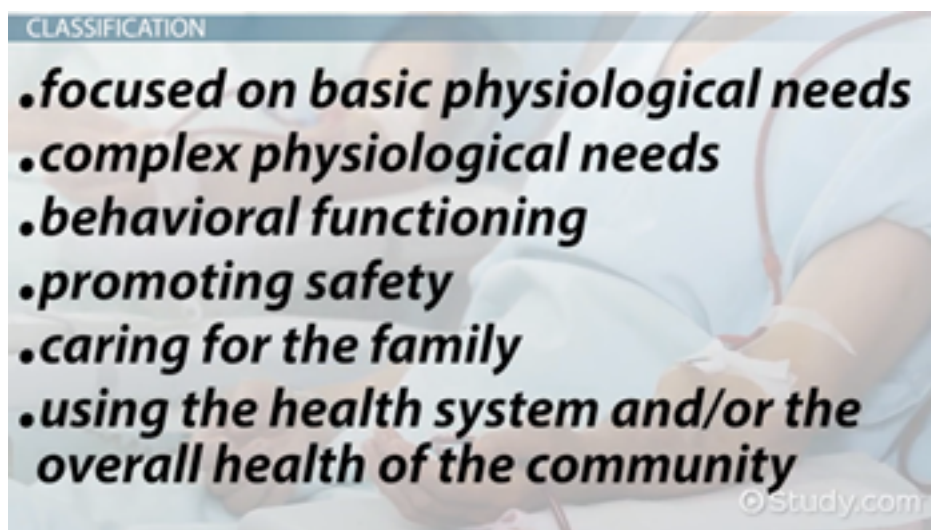 CLASSIFICATION
•focused on basic physiological needs
•complex physiological needs
•behavioral functioning
•promoting safety
•caring for the family
•using the health system and/or the
overall health of the community
Study.com